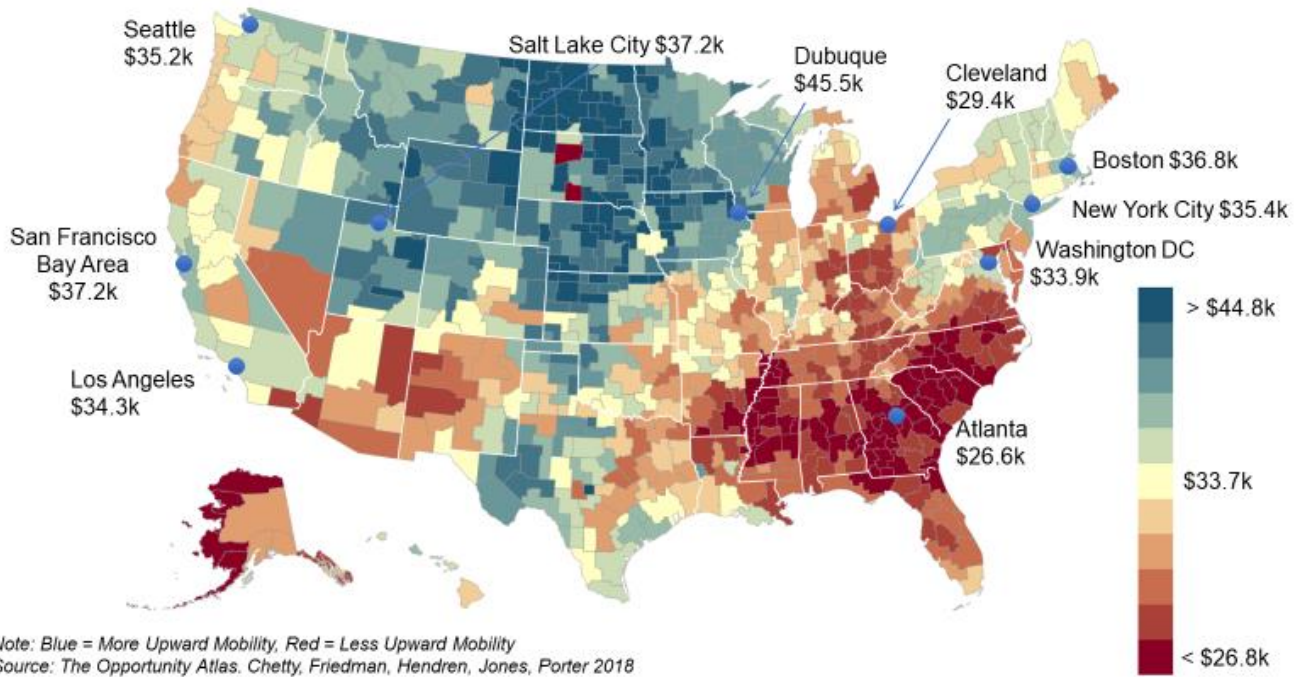 Seattle
$35.2k
Salt Lake City $37.2k
Dubuque
$45.5k
Cleveland
$29.4k
Boston $36.8k
New York City $35.4k
San Francisco
Bay Area
$37.2k
Washington DC
$33.9k
> $44.8k
Los Angeles
$34.3k
Atlanta
$26.6k
$33.7k
< $26.8k
Note: Blue = More Upward Mobility, Red = Less Upward Mobility
Source: The Opportunity Atlas. Chetty, Friedman, Hendren, Jones, Porter 2018